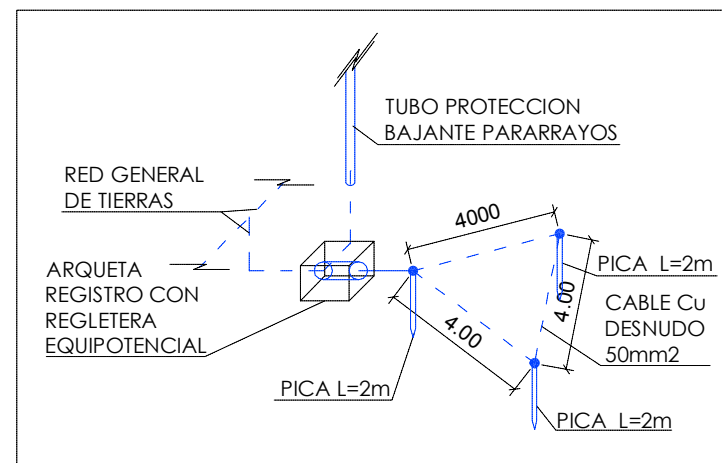 TUBO PROTECCION
BAJANTE PARARRAYOS
RED GENERAL
DE TIERRAS
4000
ARQUETA
REGISTRO CON
REGLETERA
EQUIPOTENCIAL
PICA L=2m
4.00
CABLE Cu
DESNUDO
50mm2
4.00
PICA L=2m
PICA L=2m